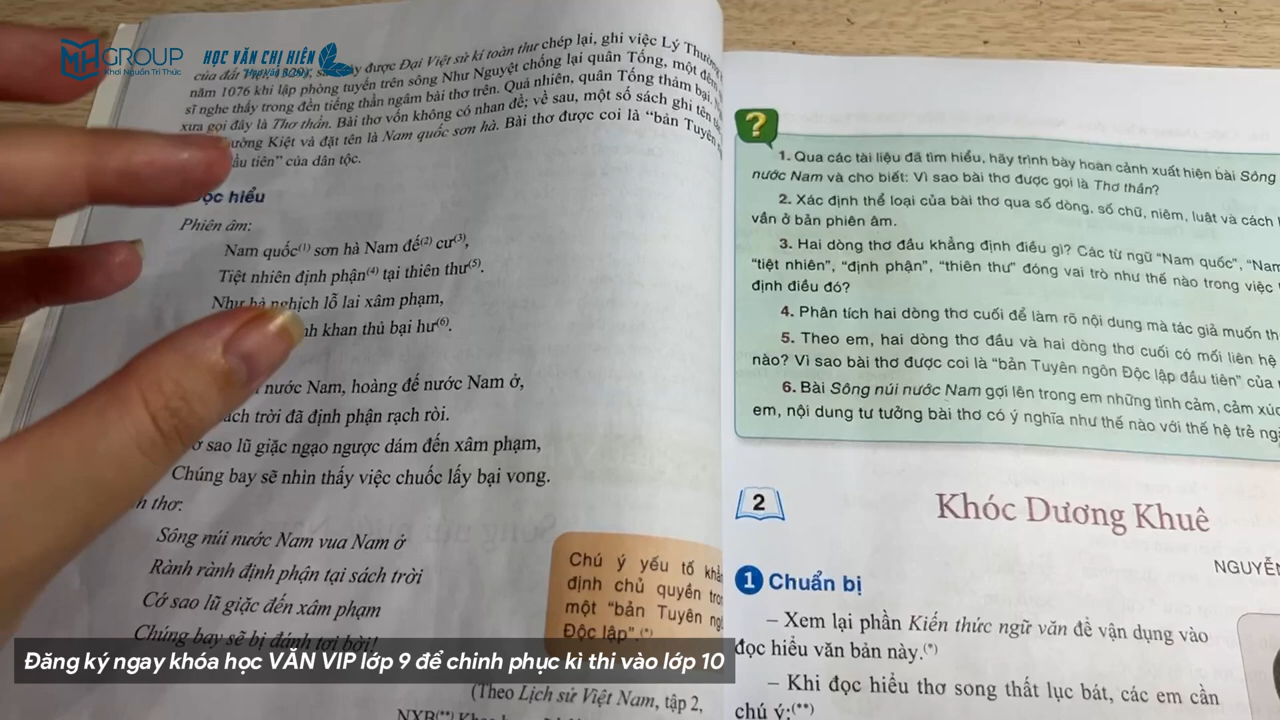 MH GROUP
Khơi Nguồn Tri Thức
HỌC VĂN CHỊ HIÊN
của đất Việt, được Đại Việt sử kí toàn thư chép lại, ghi việc Lý Thường
năm 1076 khi lập phòng tuyến trên sông Như Nguyệt chống lại quân Tống, một đêm
sĩ nghe thấy trong đền tiếng thần ngâm bài thơ trên. Quả nhiên, quân Tống thảm bại.
xưa gọi đây là Thơ thần. Bài thơ vốn không có nhan đề; về sau, một số sách ghi tên
ường Kiệt và đặt tên là Nam quốc sơn hà. Bài thơ được coi là “bản Tuyên
ầu tiên” của dân tộc.
ọc hiểu
Phiên âm:
Nam quốc(1) sơn hà Nam đế(2) cư(3),
Tiệt nhiên định phận(4) tại thiên thư(5).
Như hà nghịch lỗ lai xâm phạm,
khan thủ bại hư(6).
nước Nam, hoàng đế nước Nam ở,
ách trời đã định phận rạch ròi.
sao lũ giặc ngạo ngược dám đến xâm phạm,
Chúng bay sẽ nhìn thấy việc chuốc lấy bại vong.
h thơ:
Sông núi nước Nam vua Nam ở
Rành rành định phận tại sách trời
Cớ sao lũ giặc đến xâm phạm
Chúng bay sẽ bị đánh tơi bời!
(Theo Lịch sử Việt Nam, tập 2,
Chú ý yếu tố
định chủ quyền
một “bản Tuyên
Độc lập”.(*)
?
1. Qua các tài liệu đã tìm hiểu, hãy trình bày hoàn cảnh xuất hiện bài Sông
nước Nam và cho biết: Vì sao bài thơ được gọi là Thơ thần?
2. Xác định thể loại của bài thơ qua số dòng, số chữ, niêm, luật và cách
vần ở bản phiên âm.
3. Hai dòng thơ đầu khẳng định điều gì? Các từ ngữ “Nam quốc”, “Nam
“tiệt nhiên”, “định phận”, “thiên thư” đóng vai trò như thế nào trong việc
định điều đó?
4. Phân tích hai dòng thơ cuối để làm rõ nội dung mà tác giả muốn
5. Theo em, hai dòng thơ đầu và hai dòng thơ cuối có mối liên hệ
nào? Vì sao bài thơ được coi là “bản Tuyên ngôn Độc lập đầu tiên” của
6. Bài Sông núi nước Nam gợi lên trong em những tình cảm, cảm xúc
em, nội dung tư tưởng bài thơ có ý nghĩa như thế nào với thế hệ trẻ
2
Khóc Dương Khuê
NGUYỄN
1 Chuẩn bị
– Xem lại phần Kiến thức ngữ văn để vận dụng vào
đọc hiểu văn bản này.(*)
– Khi đọc hiểu thơ song thất lục bát, các em cần
chú ý:(**)
Đăng ký ngay khóa học VĂN VIP lớp 9 để chinh phục kì thi vào lớp 10